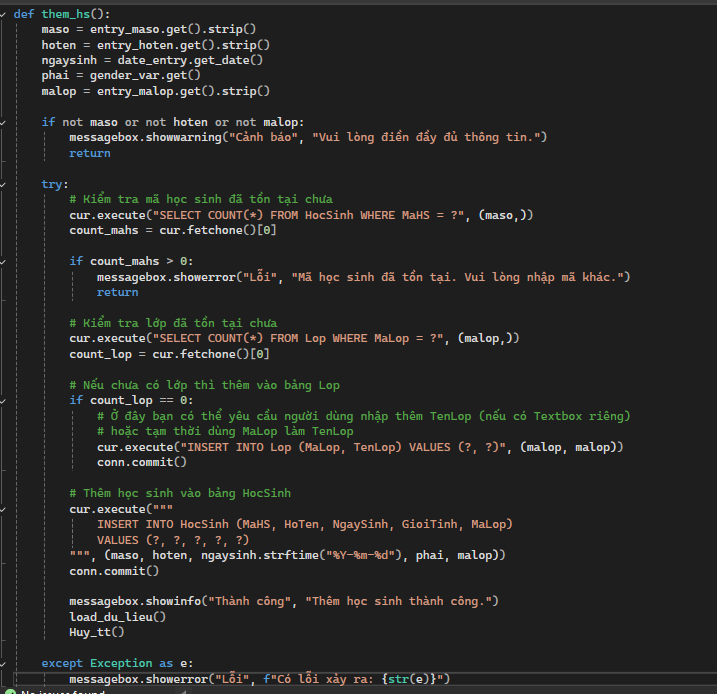 def them_hs():
    maso = entry_maso.get().strip()
    hoten = entry_hoten.get().strip()
    ngaysinh = date_entry.get_date()
    phai = gender_var.get()
    malop = entry_malop.get().strip()
    if not maso or not hoten or not malop:
        messagebox.showwarning("Cảnh báo", "Vui lòng điền đầy đủ thông tin.")
        return
    try:
        # Kiểm tra mã học sinh đã tồn tại chưa
        cur.execute("SELECT COUNT(*) FROM HocSinh WHERE MaHS = ?", (maso,))
        count_mahs = cur.fetchone()[0]
        if count_mahs > 0:
            messagebox.showerror("Lỗi", "Mã học sinh đã tồn tại. Vui lòng nhập mã khác.")
            return
        # Kiểm tra lớp đã tồn tại chưa
        cur.execute("SELECT COUNT(*) FROM Lop WHERE MaLop = ?", (malop,))
        count_lop = cur.fetchone()[0]
        # Nếu chưa có lớp thì thêm vào bảng Lop
        if count_lop == 0:
            # Ở đây bạn có thể yêu cầu người dùng nhập thêm TenLop (nếu có Textbox riêng)
            # hoặc tạm thời dùng MaLop làm TenLop
            cur.execute("INSERT INTO Lop (MaLop, TenLop) VALUES (?, ?)", (malop, malop))
            conn.commit()
        # Thêm học sinh vào bảng HocSinh
        cur.execute("""
            INSERT INTO HocSinh (MaHS, HoTen, NgaySinh, GioiTinh, MaLop)
            VALUES (?, ?, ?, ?, ?)
        """, (maso, hoten, ngaysinh.strftime("%Y-%m-%d"), phai, malop))
        conn.commit()
        messagebox.showinfo("Thành công", "Thêm học sinh thành công.")
        load_du_lieu()
        Huy_tt()
    except Exception as e:
        messagebox.showerror("Lỗi", f"Có lỗi xảy ra: {str(e)}")
No issues found